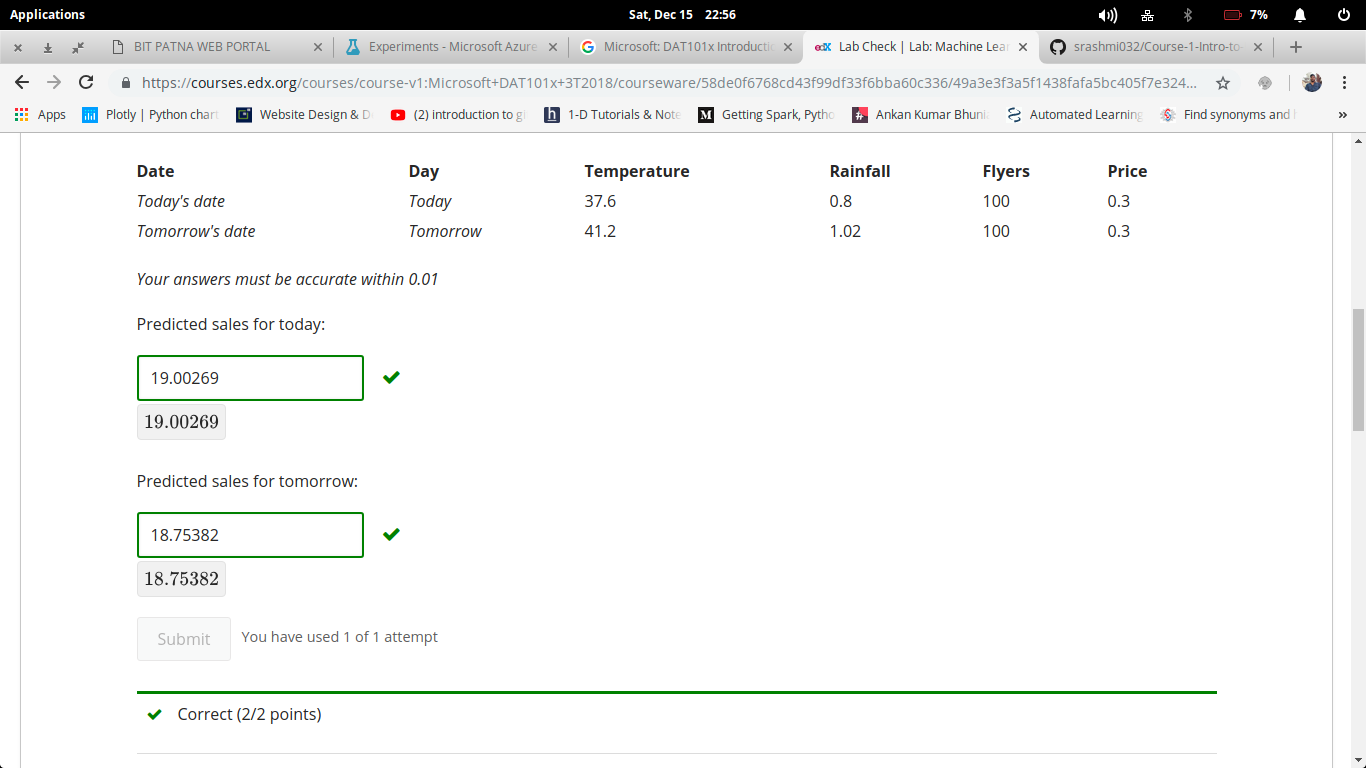 Applications Sat, Dec 15 22:56 7%
BIT PATNA WEB PORTAL Experiments - Microsoft Azure Microsoft: DAT101x Introducti Lab Check | Lab: Machine Lear srashmi032/Course-1-Intro-to-
https://courses.edx.org/courses/course-v1:Microsoft+DAT101x+3T2018/courseware/58de0f6768cd43f99df33f6bba60c336/49a3e3f3a5f1438fafa5bc405f7e324...
Apps Plotly | Python chart Website Design & D (2) introduction to gi 1-D Tutorials & Note Getting Spark, Pytho Ankan Kumar Bhuni Automated Learning Find synonyms and »
Date Day Temperature Rainfall Flyers Price
Today's date Today 37.6 0.8 100 0.3
Tomorrow's date Tomorrow 41.2 1.02 100 0.3
Your answers must be accurate within 0.01
Predicted sales for today:
19.00269
19.00269
Predicted sales for tomorrow:
18.75382
18.75382
Submit You have used 1 of 1 attempt
Correct (2/2 points)